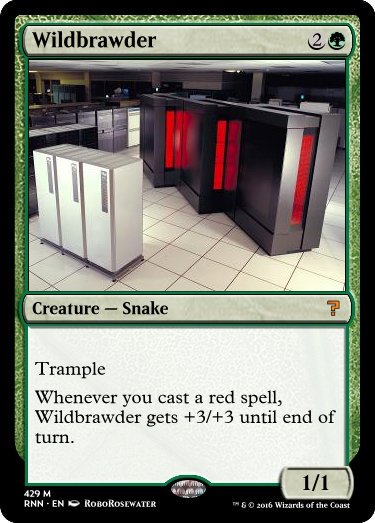 Wildbrawder 2
Creature — Snake
Trample
Whenever you cast a red spell,
Wildbrawder gets +3/+3 until end of
turn.
1/1
429 M
RNN • EN RoboRosewater
™ & © 2016 Wizards of the Coast